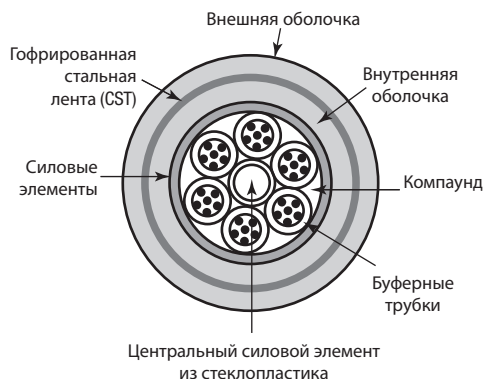 Внешняя оболочка
Гофрированная
стальная
лента (CST)
Внутренняя
оболочка
Силовые
элементы
Компаунд
Буферные
трубки
Центральный силовой элемент
из стеклопластика